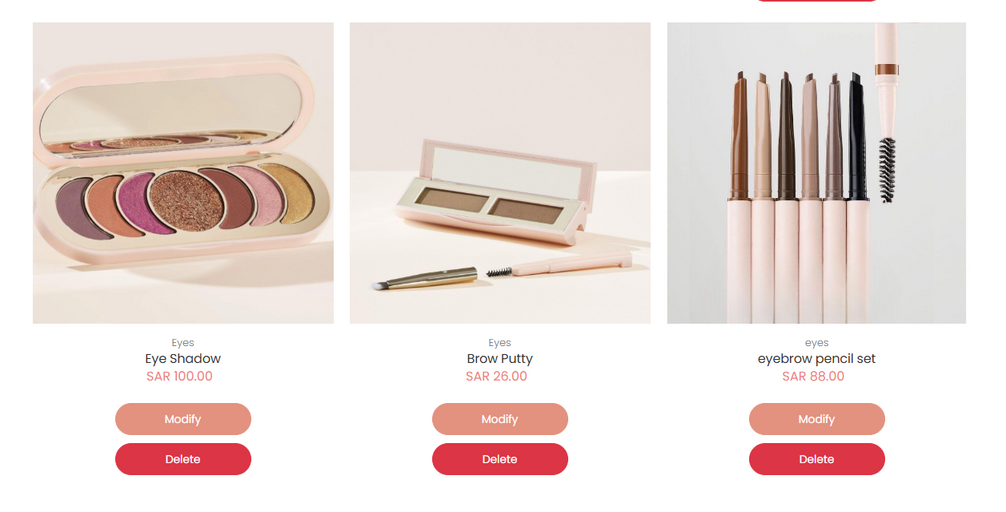 Eyes
Eye Shadow
SAR 100.00
Modify
Delete
Eyes
Brow Putty
SAR 26.00
Modify
Delete
eyes
eyebrow pencil set
SAR 88.00
Modify
Delete